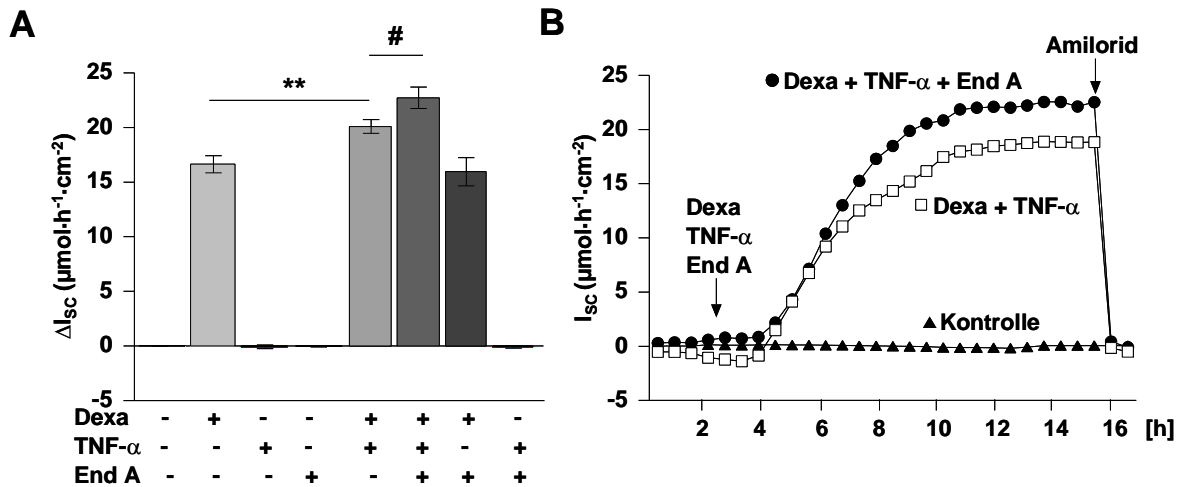 A
#
**
25
20
15
10
5
0
-5
ΔISC (µmol·h-1·cm-2)
Dexa - + - - + + + -
TNF-α - - + - + + - +
End A - - - + - + + +
B
Amilorid
Dexa + TNF-α + End A
Dexa + TNF-α
Dexa
TNF-α
End A
Kontrolle
25
20
15
10
5
0
-5
ISC (µmol·h-1·cm-2)
2 4 6 8 10 12 14 16 [h]